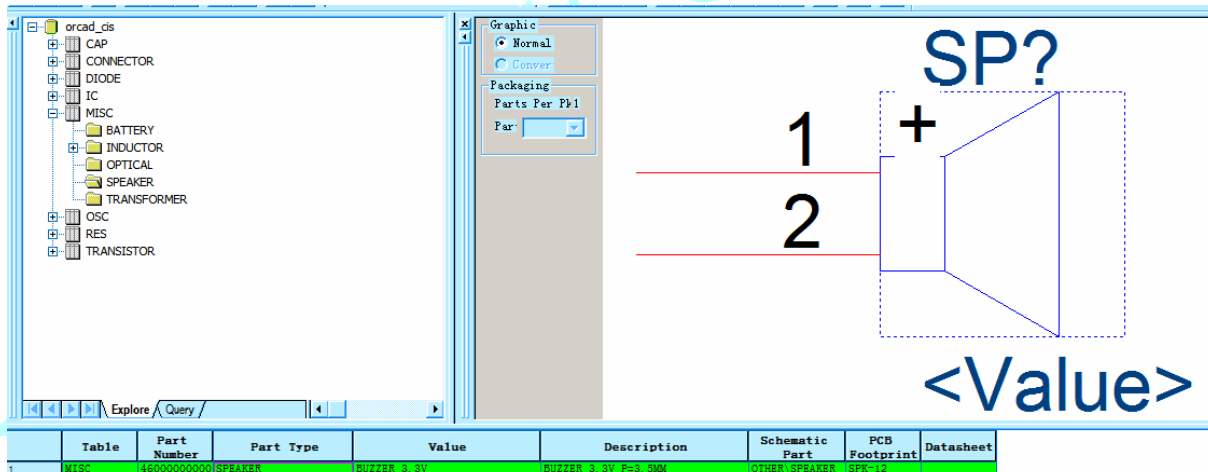 orcad_cis
CAP
CONNECTOR
DIODE
IC
MISC
BATTERY
INDUCTOR
OPTICAL
SPEAKER
TRANSFORMER
OSC
RES
TRANSISTOR
Explore Query
Graphic
Normal
Conver
Packaging
Parts Per Pk1
Par
SP?
1 +
2
<Value>
Table Part Number Part Type Value Description Schematic Part PCB Footprint Datasheet
1 MISC 46000000000 SPEAKER BUZZER 3.3V BUZZER 3.3V P=3.5MM OTHER\SPEAKER SPK-12